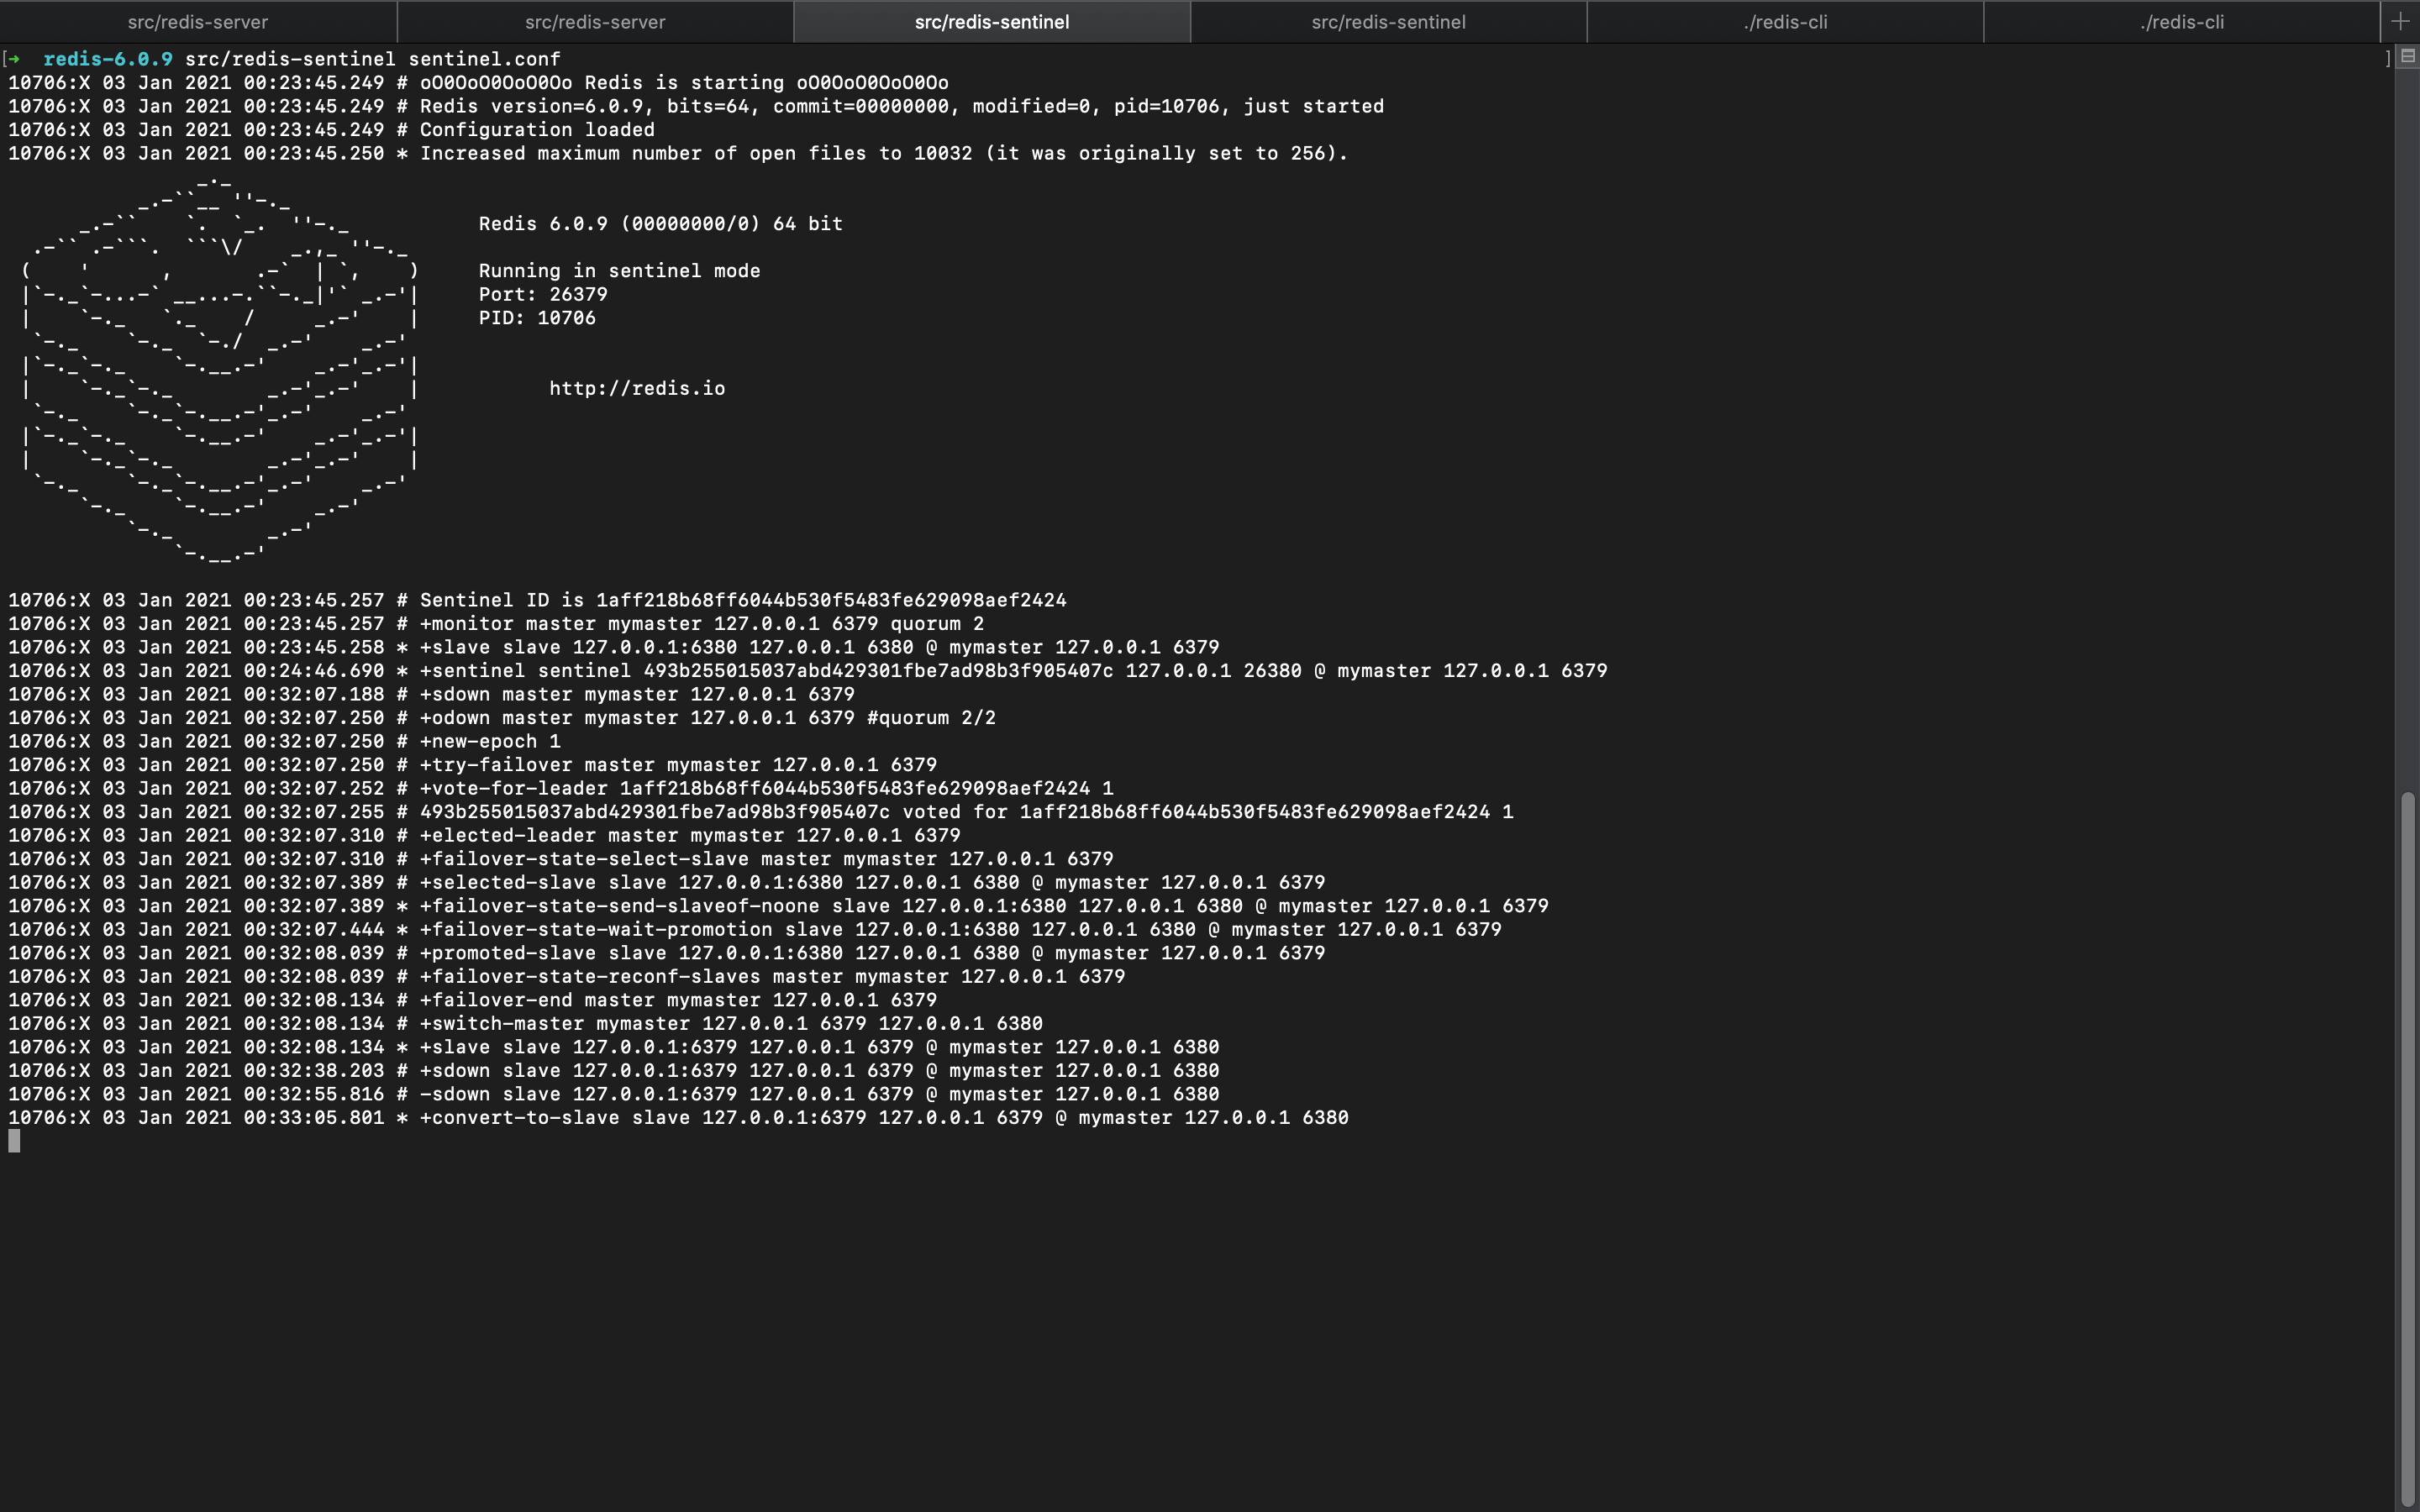 src/redis-server
src/redis-server
src/redis-sentinel
src/redis-sentinel
./redis-cli
./redis-cli
[➜  redis-6.0.9 src/redis-sentinel sentinel.conf ]
10706:X 03 Jan 2021 00:23:45.249 # oO0OoO0OoO0Oo Redis is starting oO0OoO0OoO0Oo
10706:X 03 Jan 2021 00:23:45.249 # Redis version=6.0.9, bits=64, commit=00000000, modified=0, pid=10706, just started
10706:X 03 Jan 2021 00:23:45.249 # Configuration loaded
10706:X 03 Jan 2021 00:23:45.250 * Increased maximum number of open files to 10032 (it was originally set to 256).
Redis 6.0.9 (00000000/0) 64 bit
Running in sentinel mode
Port: 26379
PID: 10706
http://redis.io
10706:X 03 Jan 2021 00:23:45.257 # Sentinel ID is 1aff218b68ff6044b530f5483fe629098aef2424
10706:X 03 Jan 2021 00:23:45.257 # +monitor master mymaster 127.0.0.1 6379 quorum 2
10706:X 03 Jan 2021 00:23:45.258 * +slave slave 127.0.0.1:6380 127.0.0.1 6380 @ mymaster 127.0.0.1 6379
10706:X 03 Jan 2021 00:24:46.690 * +sentinel sentinel 493b255015037abd429301fbe7ad98b3f905407c 127.0.0.1 26380 @ mymaster 127.0.0.1 6379
10706:X 03 Jan 2021 00:32:07.188 # +sdown master mymaster 127.0.0.1 6379
10706:X 03 Jan 2021 00:32:07.250 # +odown master mymaster 127.0.0.1 6379 #quorum 2/2
10706:X 03 Jan 2021 00:32:07.250 # +new-epoch 1
10706:X 03 Jan 2021 00:32:07.250 # +try-failover master mymaster 127.0.0.1 6379
10706:X 03 Jan 2021 00:32:07.252 # +vote-for-leader 1aff218b68ff6044b530f5483fe629098aef2424 1
10706:X 03 Jan 2021 00:32:07.255 # 493b255015037abd429301fbe7ad98b3f905407c voted for 1aff218b68ff6044b530f5483fe629098aef2424 1
10706:X 03 Jan 2021 00:32:07.310 # +elected-leader master mymaster 127.0.0.1 6379
10706:X 03 Jan 2021 00:32:07.310 # +failover-state-select-slave master mymaster 127.0.0.1 6379
10706:X 03 Jan 2021 00:32:07.389 # +selected-slave slave 127.0.0.1:6380 127.0.0.1 6380 @ mymaster 127.0.0.1 6379
10706:X 03 Jan 2021 00:32:07.389 * +failover-state-send-slaveof-noone slave 127.0.0.1:6380 127.0.0.1 6380 @ mymaster 127.0.0.1 6379
10706:X 03 Jan 2021 00:32:07.444 * +failover-state-wait-promotion slave 127.0.0.1:6380 127.0.0.1 6380 @ mymaster 127.0.0.1 6379
10706:X 03 Jan 2021 00:32:08.039 # +promoted-slave slave 127.0.0.1:6380 127.0.0.1 6380 @ mymaster 127.0.0.1 6379
10706:X 03 Jan 2021 00:32:08.039 # +failover-state-reconf-slaves master mymaster 127.0.0.1 6379
10706:X 03 Jan 2021 00:32:08.134 # +failover-end master mymaster 127.0.0.1 6379
10706:X 03 Jan 2021 00:32:08.134 # +switch-master mymaster 127.0.0.1 6379 127.0.0.1 6380
10706:X 03 Jan 2021 00:32:08.134 * +slave slave 127.0.0.1:6379 127.0.0.1 6379 @ mymaster 127.0.0.1 6380
10706:X 03 Jan 2021 00:32:38.203 # +sdown slave 127.0.0.1:6379 127.0.0.1 6379 @ mymaster 127.0.0.1 6380
10706:X 03 Jan 2021 00:32:55.816 # -sdown slave 127.0.0.1:6379 127.0.0.1 6379 @ mymaster 127.0.0.1 6380
10706:X 03 Jan 2021 00:33:05.801 * +convert-to-slave slave 127.0.0.1:6379 127.0.0.1 6379 @ mymaster 127.0.0.1 6380